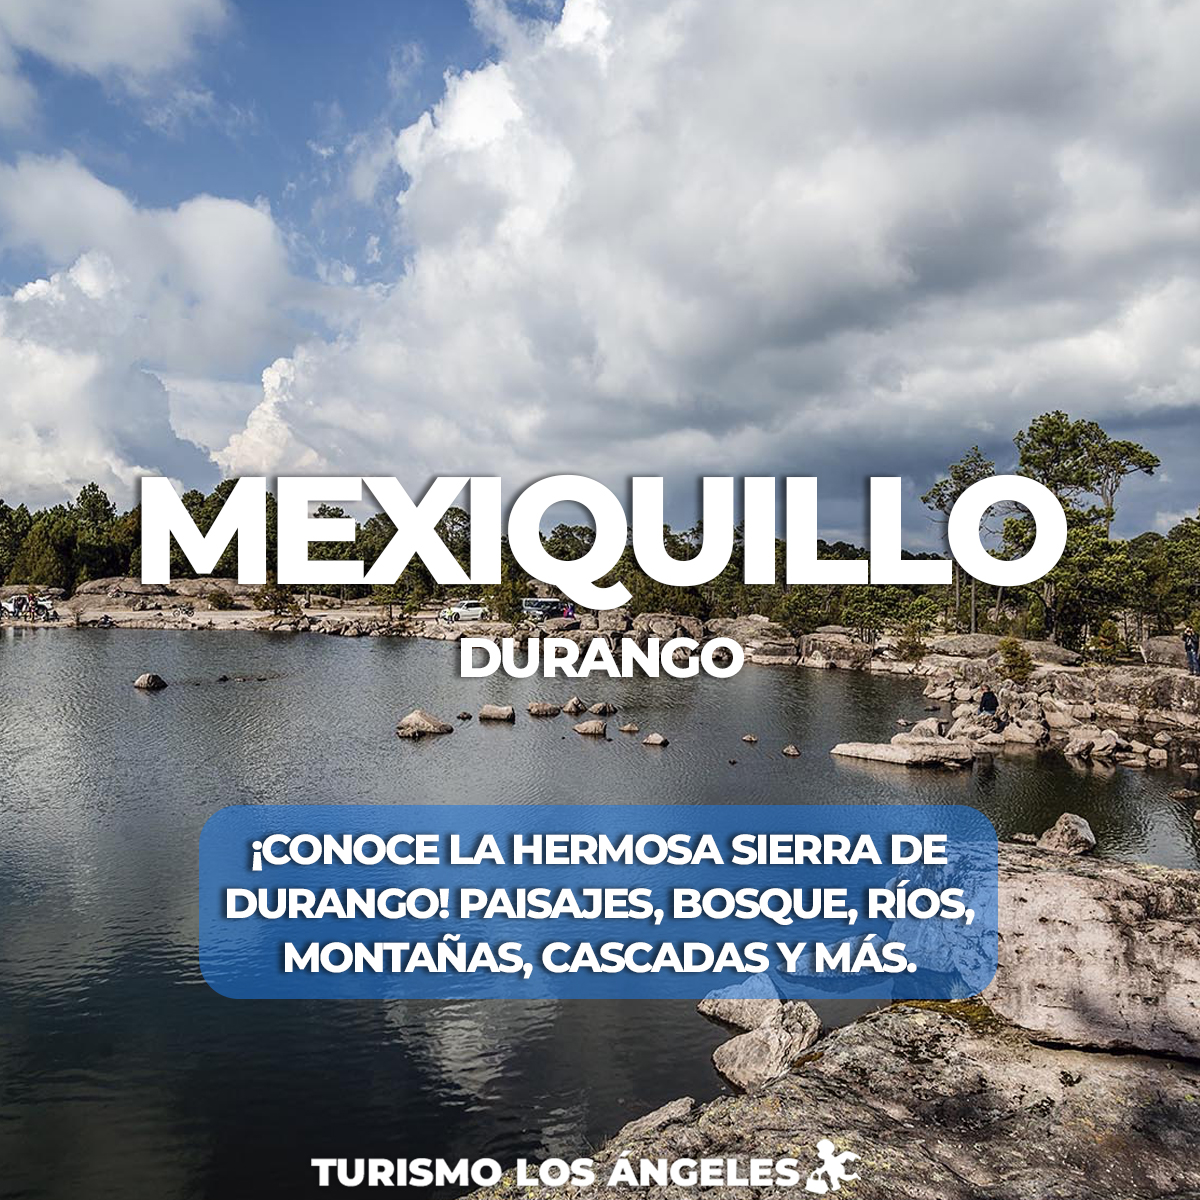 MEXIQUILLO
DURANGO
¡CONOCE LA HERMOSA SIERRA DE
DURANGO! PAISAJES, BOSQUE, RÍOS,
MONTAÑAS, CASCADAS Y MÁS.
TURISMO LOS ÁNGELES